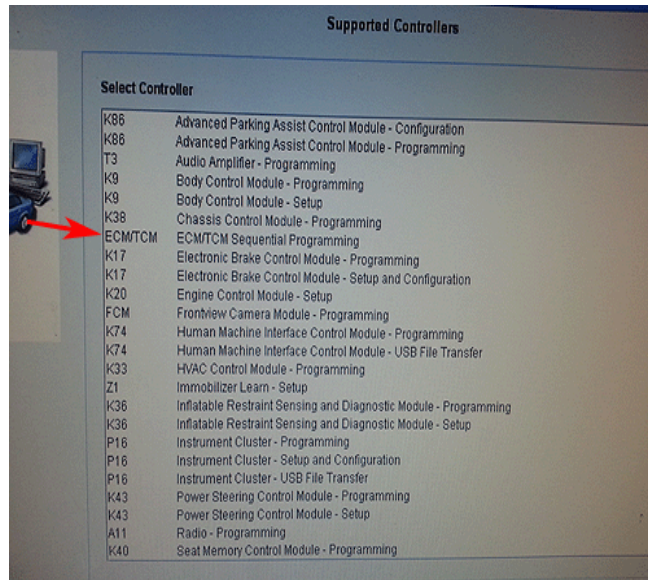 Supported Controllers
Select Controller
K86 Advanced Parking Assist Control Module - Configuration
K86 Advanced Parking Assist Control Module - Programming
T3 Audio Amplifier - Programming
K9 Body Control Module - Programming
K9 Body Control Module - Setup
K38 Chassis Control Module - Programming
ECM/TCM ECM/TCM Sequential Programming
K17 Electronic Brake Control Module - Programming
K17 Electronic Brake Control Module - Setup and Configuration
K20 Engine Control Module - Setup
FCM Frontview Camera Module - Programming
K74 Human Machine Interface Control Module - Programming
K74 Human Machine Interface Control Module - USB File Transfer
K33 HVAC Control Module - Programming
Z1 Immobilizer Learn - Setup
K36 Inflatable Restraint Sensing and Diagnostic Module - Programming
K36 Inflatable Restraint Sensing and Diagnostic Module - Setup
P16 Instrument Cluster - Programming
P16 Instrument Cluster - Setup and Configuration
P16 Instrument Cluster - USB File Transfer
K43 Power Steering Control Module - Programming
K43 Power Steering Control Module - Setup
A11 Radio - Programming
K40 Seat Memory Control Module - Programming